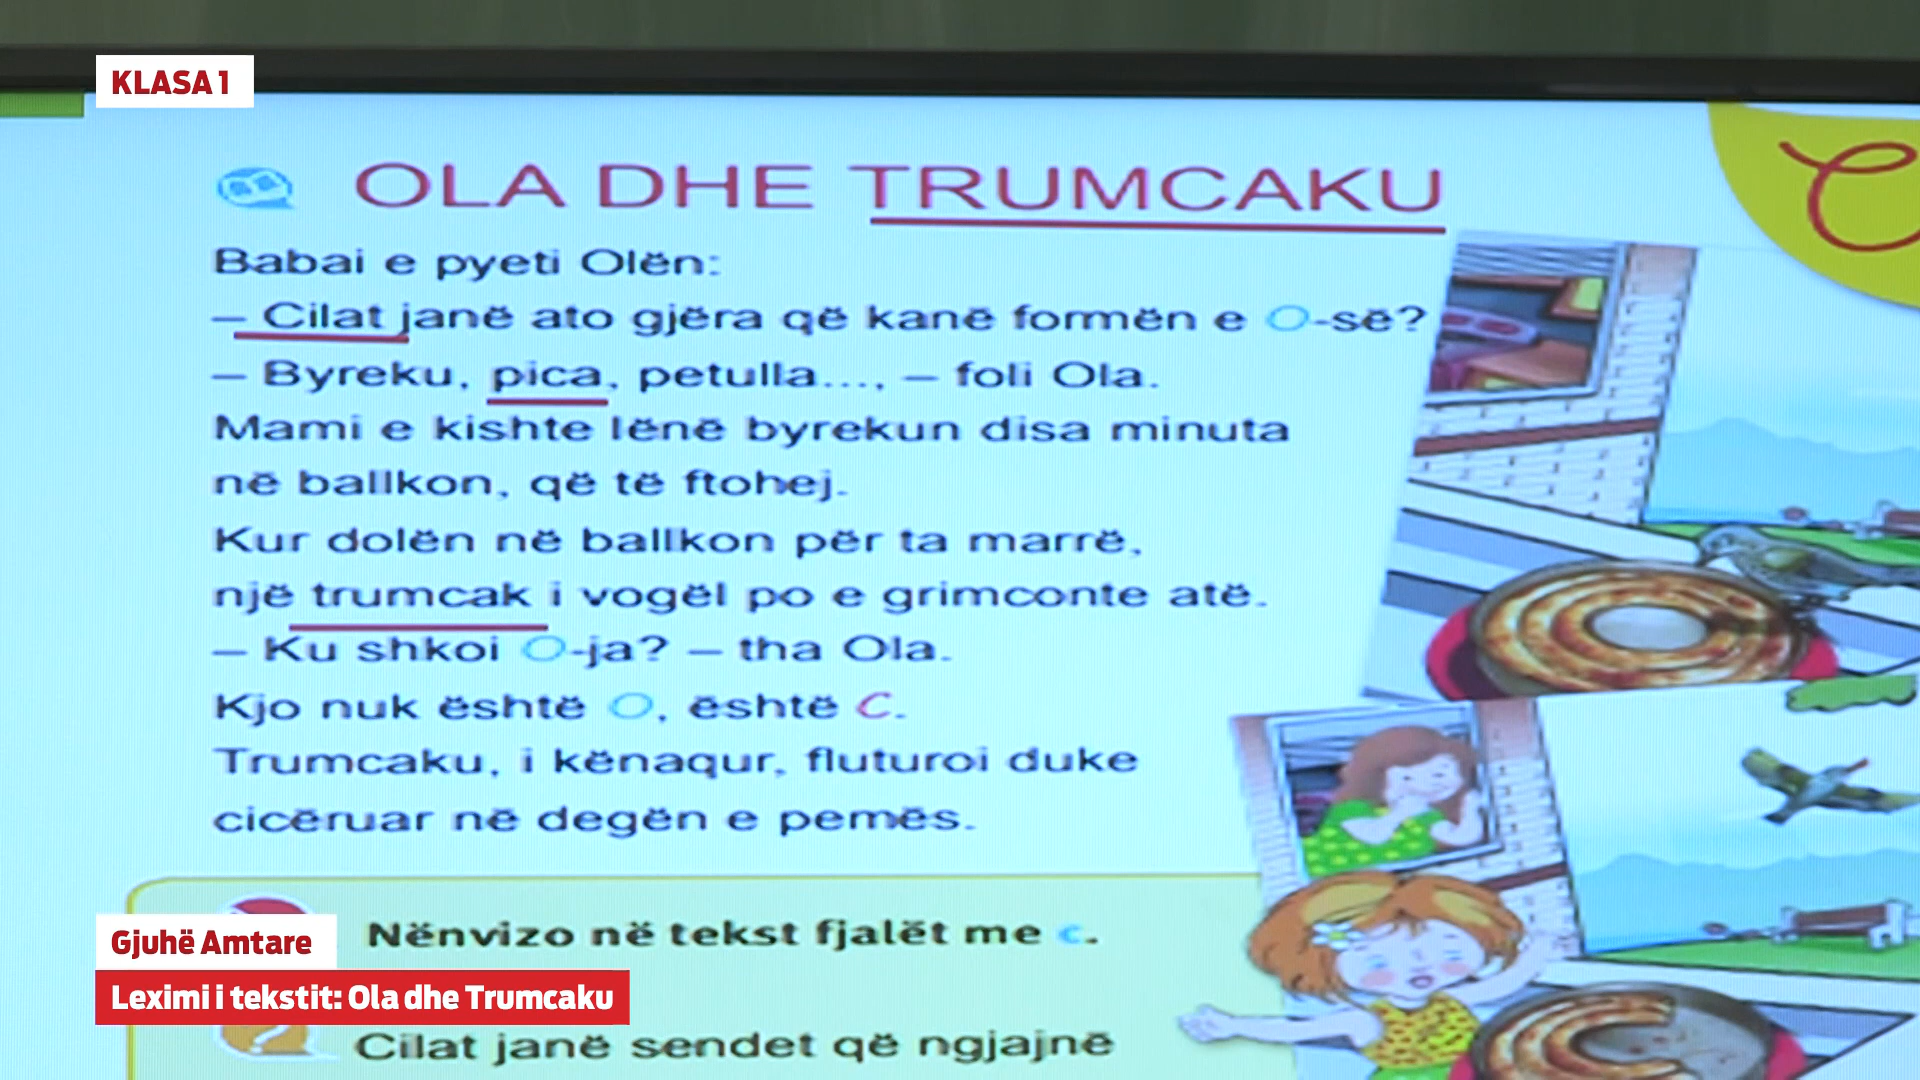 KLASA 1
OLA DHE TRUMCAKU
C
Babai e pyeti Olën:
– Cilat janë ato gjëra që kanë formën e O-së?
– Byreku, pica, petulla..., – foli Ola.
Mami e kishte lënë byrekun disa minuta
në ballkon, që të ftohej.
Kur dolën në ballkon për ta marrë,
një trumcak i vogël po e grimconte atë.
– Ku shkoi O-ja? – tha Ola.
Kjo nuk është O, është C.
Trumcaku, i kënaqur, fluturoi duke
cicëruar në degën e pemës.
Nënvizo në tekst fjalët me c.
Gjuhë Amtare
Leximi i tekstit: Ola dhe Trumcaku
Cilat janë sendet që ngjajnë